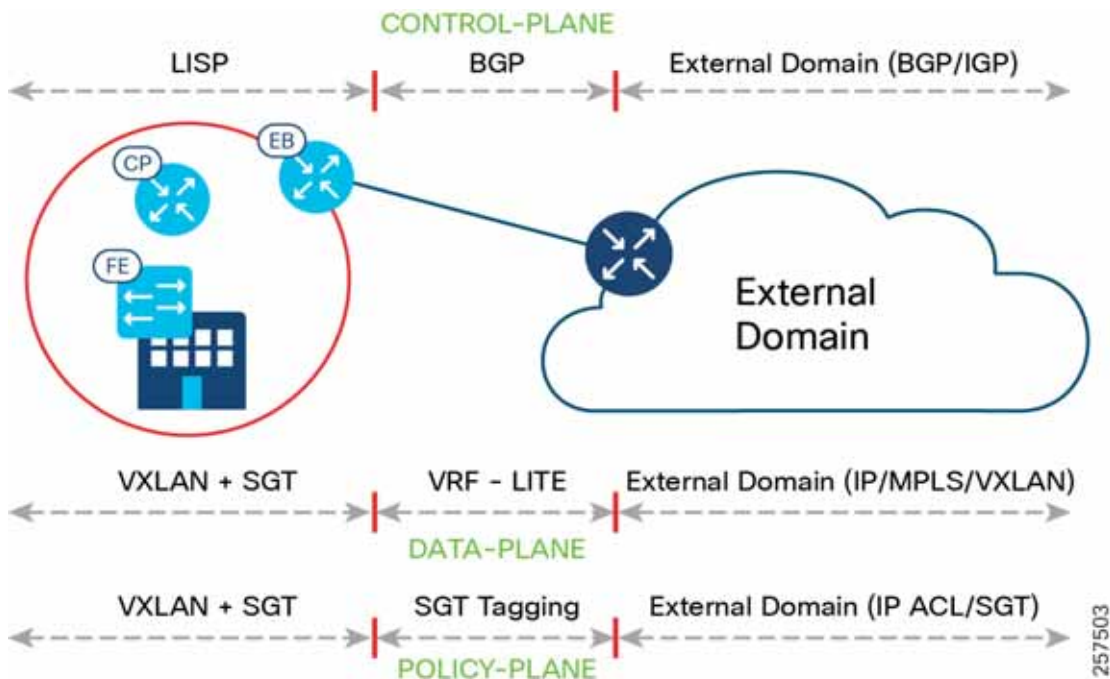 CONTROL-PLANE
LISP
BGP
External Domain (BGP/IGP)
EB
CP
FE
External
Domain
VXLAN + SGT
VRF - LITE
External Domain (IP/MPLS/VXLAN)
DATA-PLANE
VXLAN + SGT
SGT Tagging
External Domain (IP ACL/SGT)
POLICY-PLANE
257503